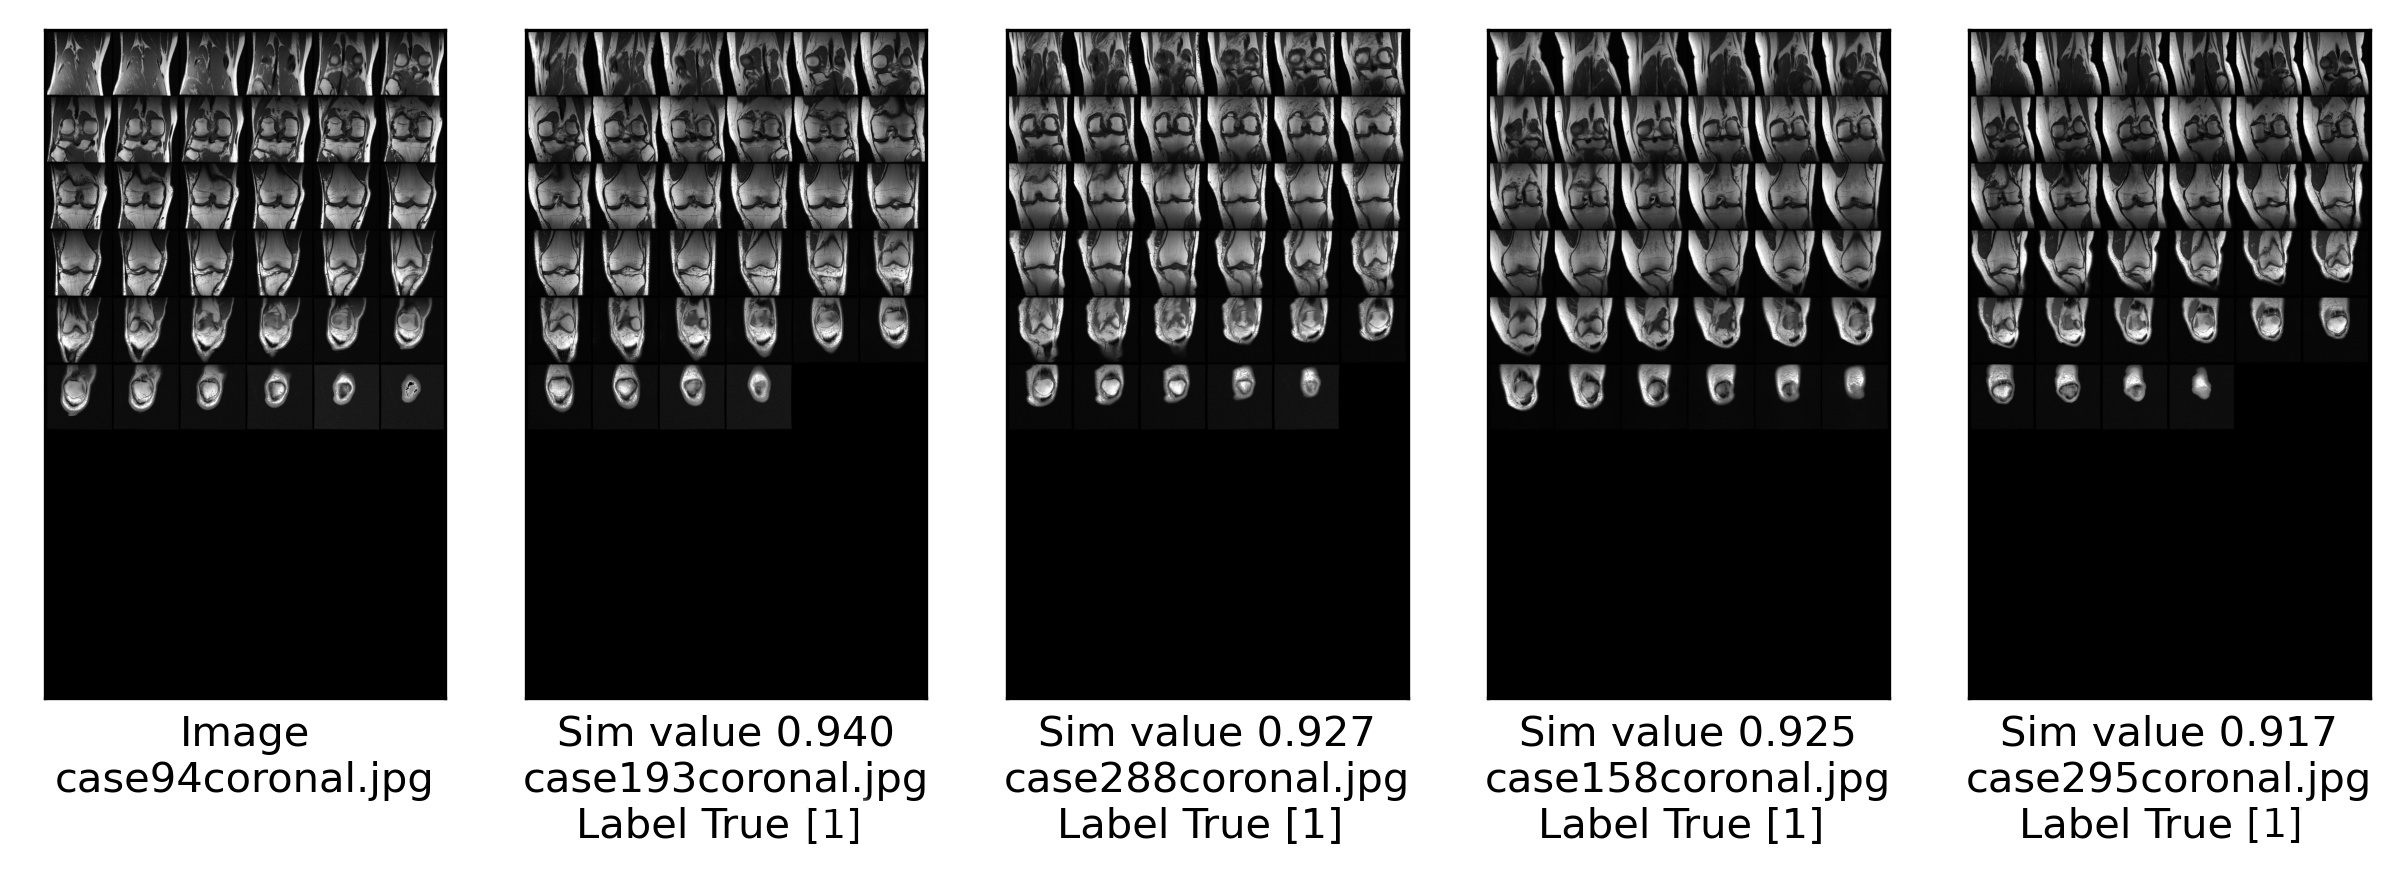 Image
case94coronal.jpg
Sim value 0.940
case193coronal.jpg
Label True [1]
Sim value 0.927
case288coronal.jpg
Label True [1]
Sim value 0.925
case158coronal.jpg
Label True [1]
Sim value 0.917
case295coronal.jpg
Label True [1]